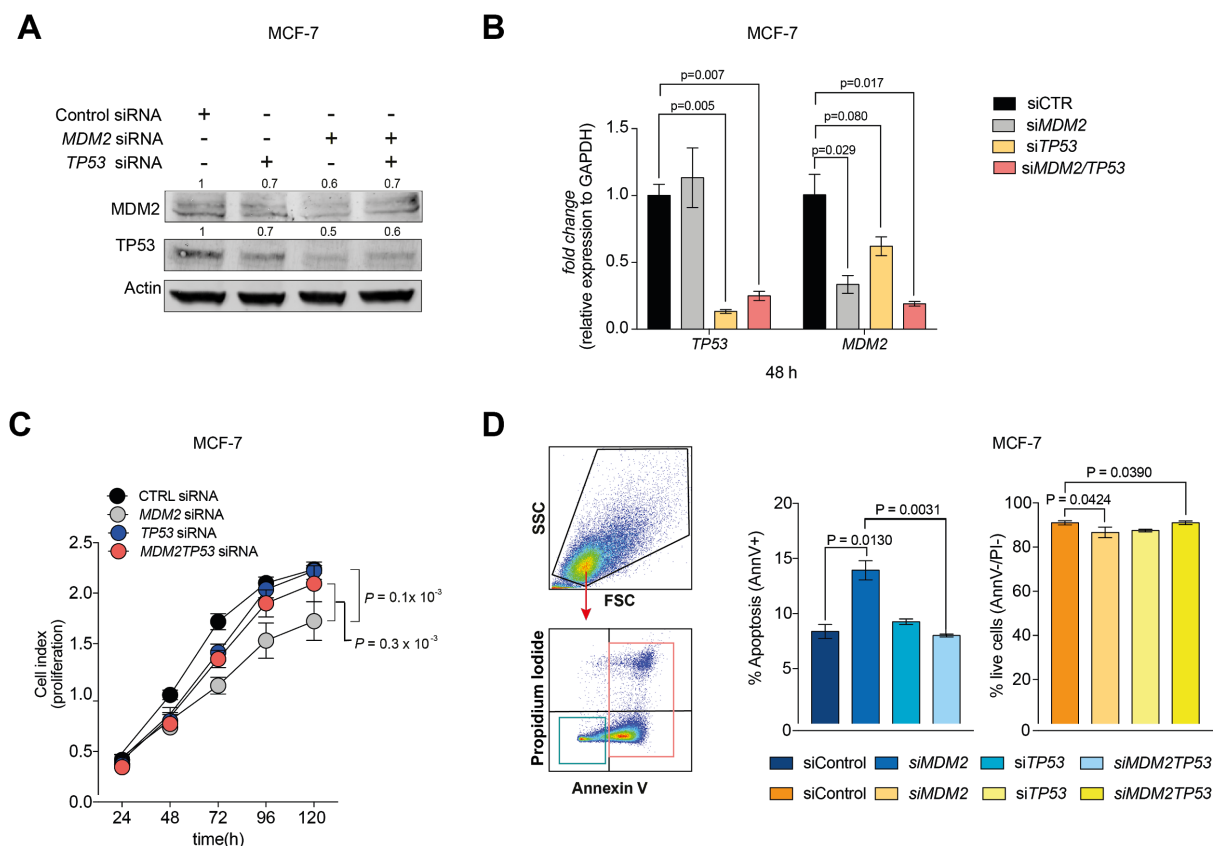 A
MCF-7
Control siRNA + - - -
MDM2 siRNA - - + +
TP53 siRNA - + - +
1 0.7 0.6 0.7
MDM2
1 0.7 0.5 0.6
TP53
Actin
B
MCF-7
p=0.007
p=0.005
p=0.017
p=0.080
p=0.029
siCTR
siMDM2
siTP53
siMDM2/TP53
fold change
(relative expression to GAPDH)
1.5
1.0
0.5
0.0
TP53 MDM2
48 h
C
MCF-7
CTRL siRNA
MDM2 siRNA
TP53 siRNA
MDM2TP53 siRNA
Cell index
(proliferation)
2.5
2.0
1.5
1.0
0.5
0.0
P = 0.1x 10⁻³
P = 0.3 x 10⁻³
24 48 72 96 120
time(h)
D
MCF-7
SSC
FSC
Propidium Iodide
Annexin V
% Apoptosis (AnnV+)
20
15
10
5
0
P = 0.0031
P = 0.0130
% live cells (AnnV-/PI-)
100
80
60
40
20
0
P = 0.0390
P = 0.0424
siControl siMDM2 siTP53 siMDM2TP53
siControl siMDM2 siTP53 siMDM2TP53